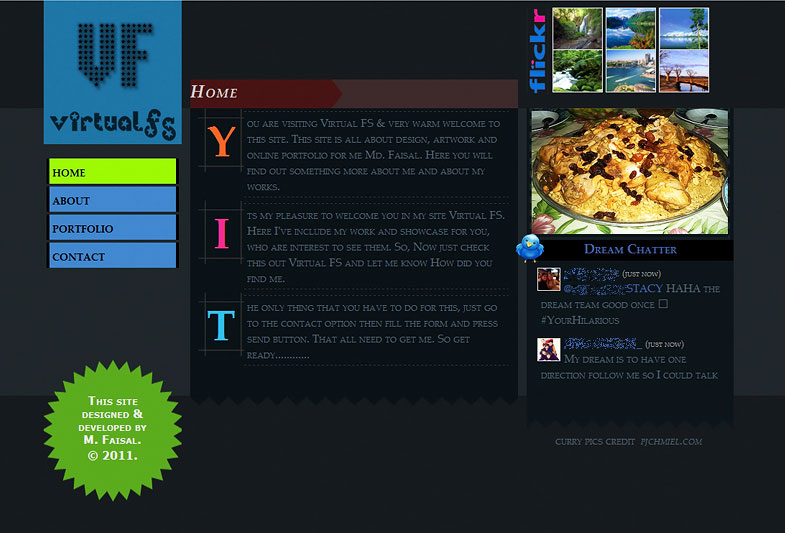 VF
virtualfs
HOME
ABOUT
PORTFOLIO
CONTACT
This site
designed &
developed by
M. Faisal.
© 2011.
Home
You are visiting Virtual FS & very warm welcome to
this site. This site is all about design, artwork and
online portfolio for me Md. Faisal. Here you will
find out something more about me and about my
works.
Its my pleasure to welcome you in my site Virtual FS.
Here I've include my work and showcase for you,
who are interest to see them. So, Now just check
this out Virtual FS and let me know How did you
find me.
The only thing that you have to do for this, just go
to the contact option then fill the form and press
send button. That all need to get me. So get
ready............
flickr
Dream Chatter
(just now)
STACY HAHA the
dream team good once
#YourHilarious
(just now)
My dream is to have one
direction follow me so I could talk
curry pics credit pjchmiel.com